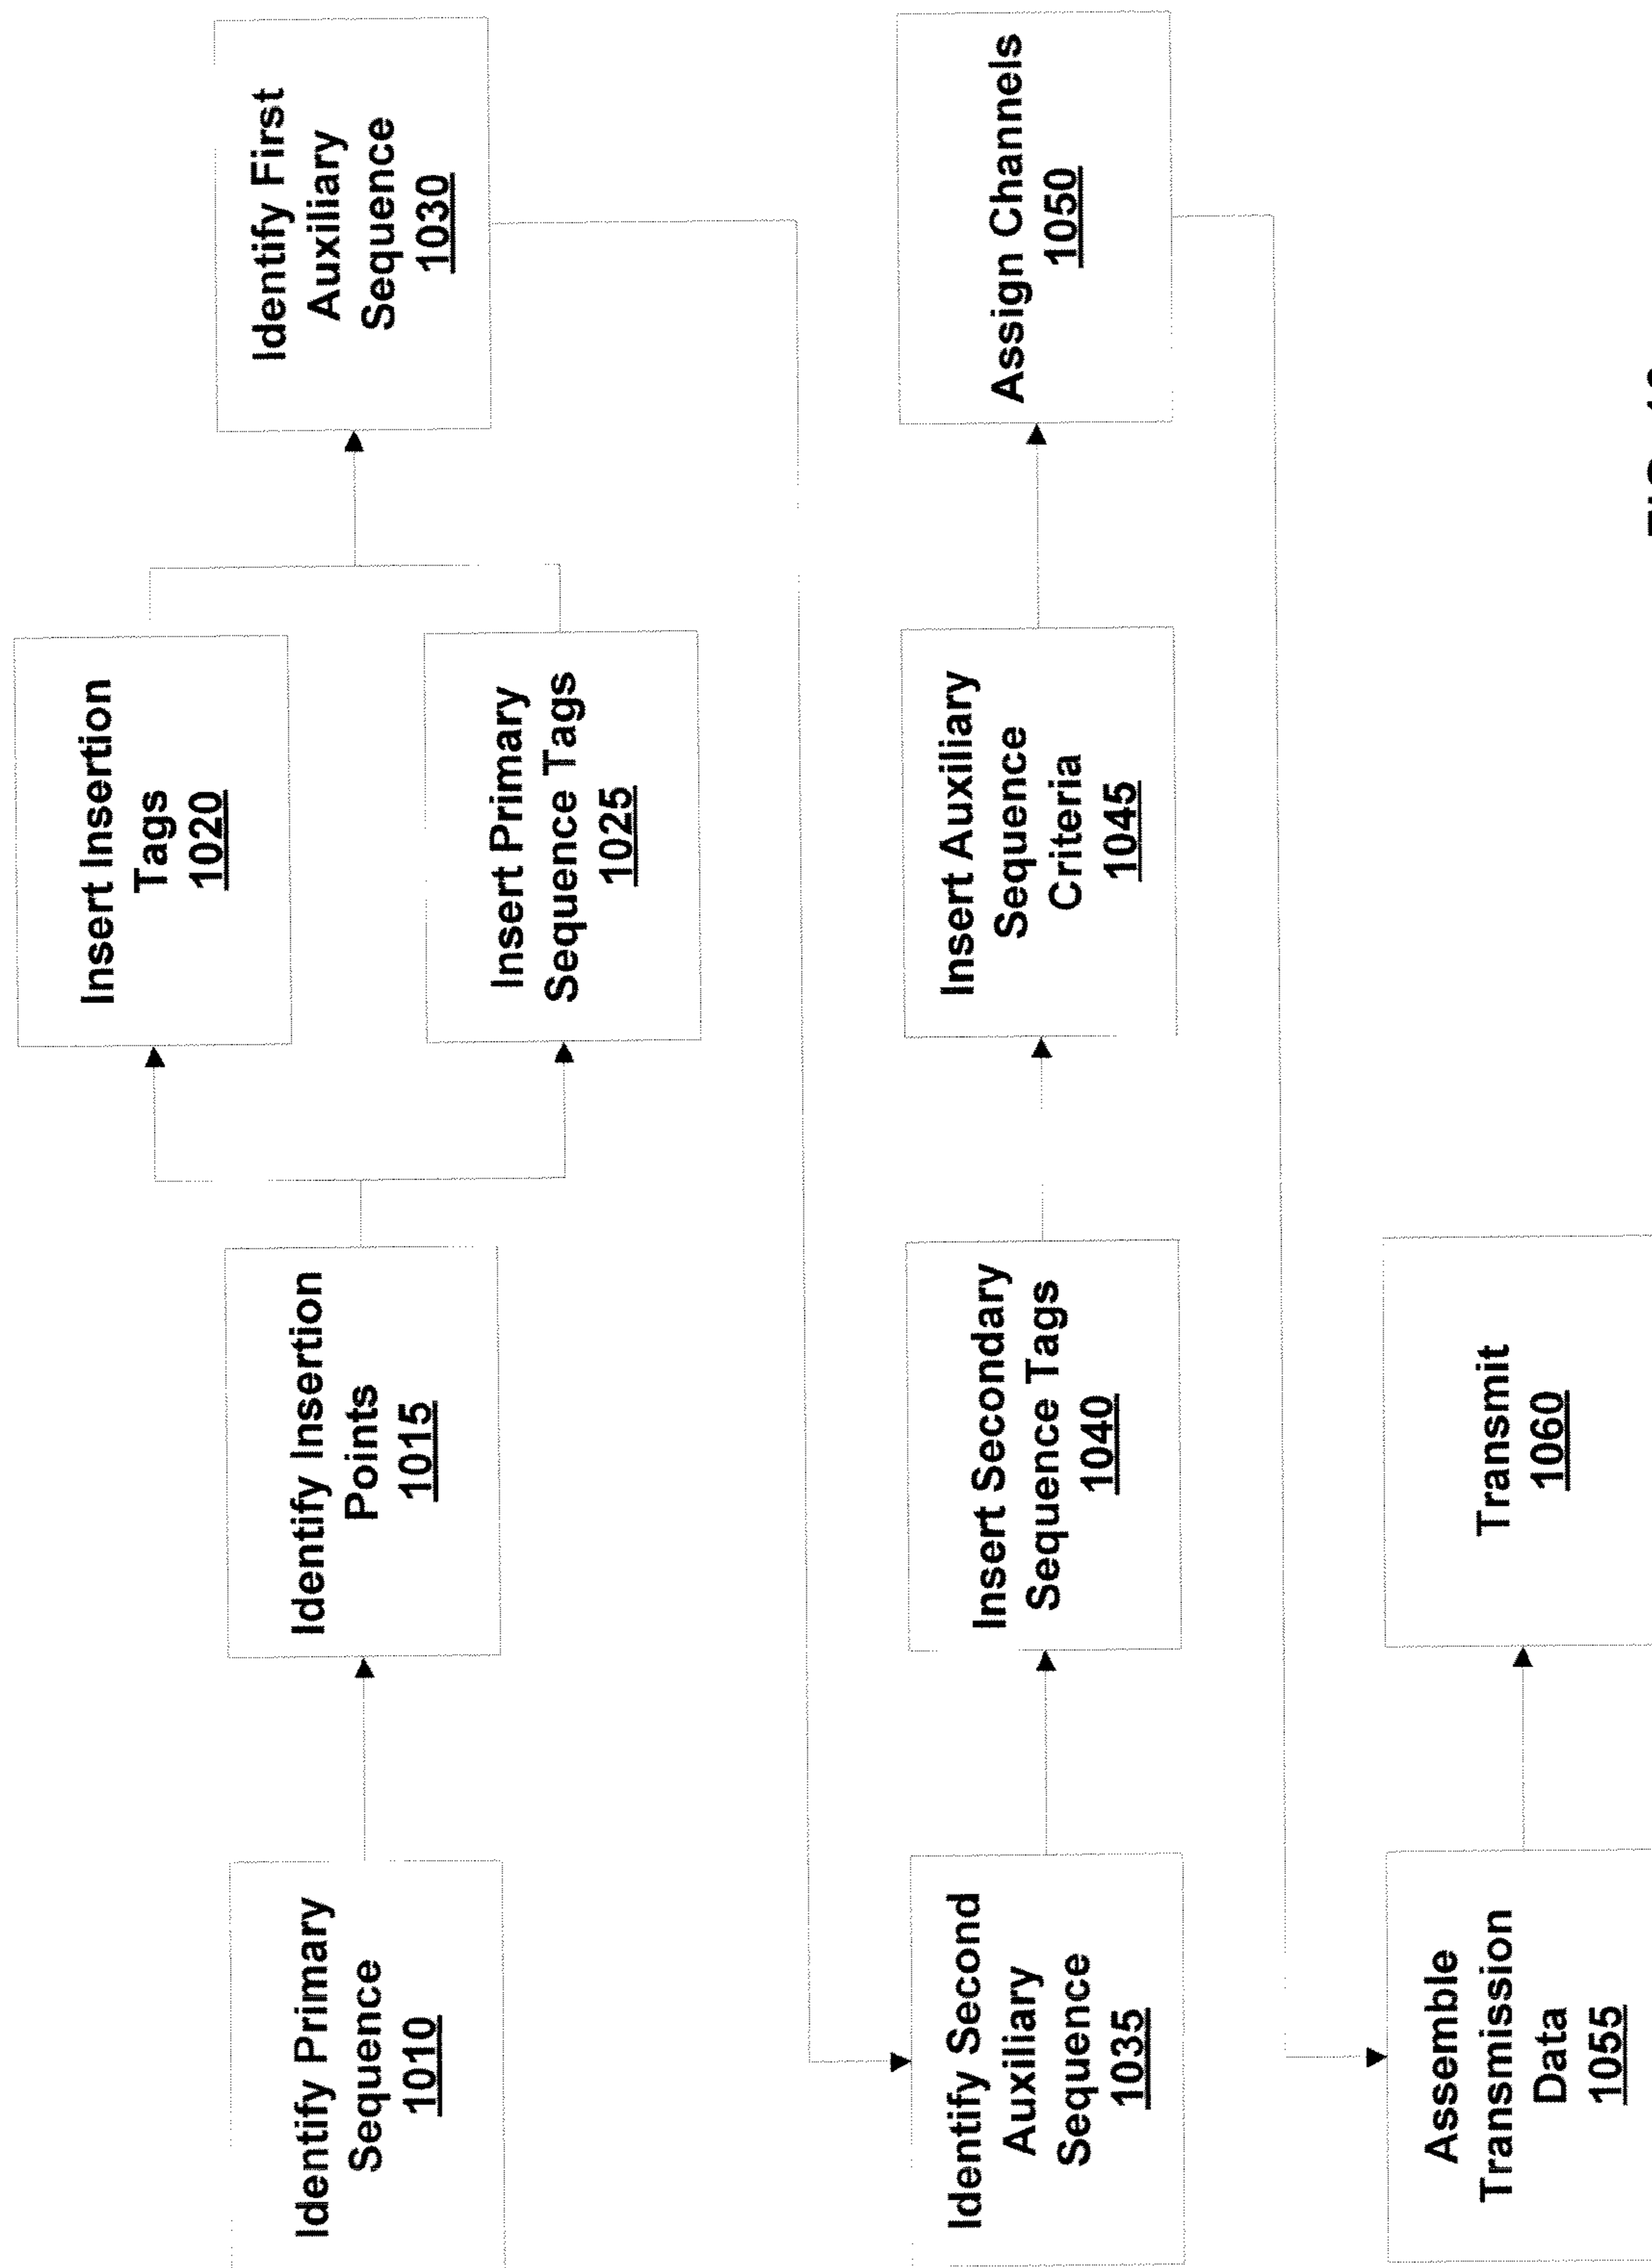 Identify Primary
Sequence
1010
Identify Insertion
Points
1015
Insert Insertion
Tags
1020
Insert Primary
Sequence Tags
1025
Identify First
Auxiliary
Sequence
1030
Identify Second
Auxiliary
Sequence
1035
Insert Secondary
Sequence Tags
1040
Insert Auxiliary
Sequence
Criteria
1045
Assign Channels
1050
Assemble
Transmission
Data
1055
Transmit
1060